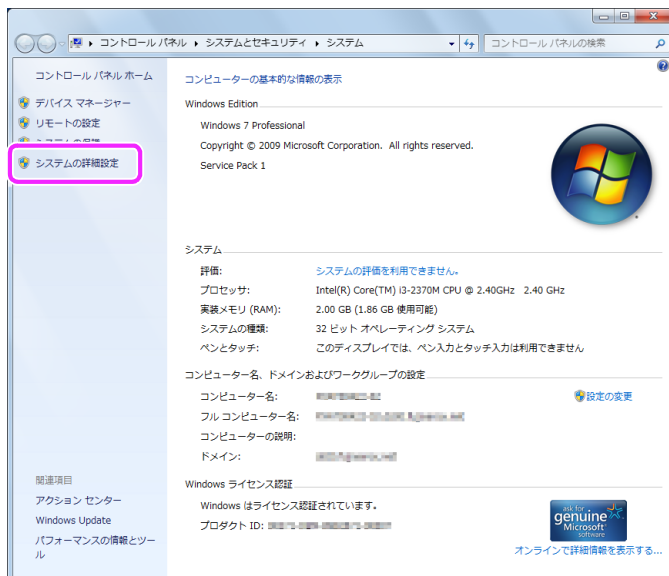 コントロール パネル ▸ システムとセキュリティ ▸ システム
コントロール パネルの検索
コントロール パネル ホーム
デバイス マネージャー
リモートの設定
システムの詳細設定
関連項目
アクション センター
Windows Update
パフォーマンスの情報とツー
ル
コンピューターの基本的な情報の表示
Windows Edition
Windows 7 Professional
Copyright © 2009 Microsoft Corporation. All rights reserved.
Service Pack 1
システム
評価: システムの評価を利用できません。
プロセッサ: Intel(R) Core(TM) i3-2370M CPU @ 2.40GHz 2.40 GHz
実装メモリ (RAM): 2.00 GB (1.86 GB 使用可能)
システムの種類: 32 ビット オペレーティング システム
ペンとタッチ: このディスプレイでは、ペン入力とタッチ入力は利用できません
コンピューター名、ドメインおよびワークグループの設定
コンピューター名:
設定の変更
フル コンピューター名:
コンピューターの説明:
ドメイン:
Windows ライセンス認証
Windows はライセンス認証されています。
プロダクト ID:
ask for
genuine
Microsoft
software
オンラインで詳細情報を表示する...